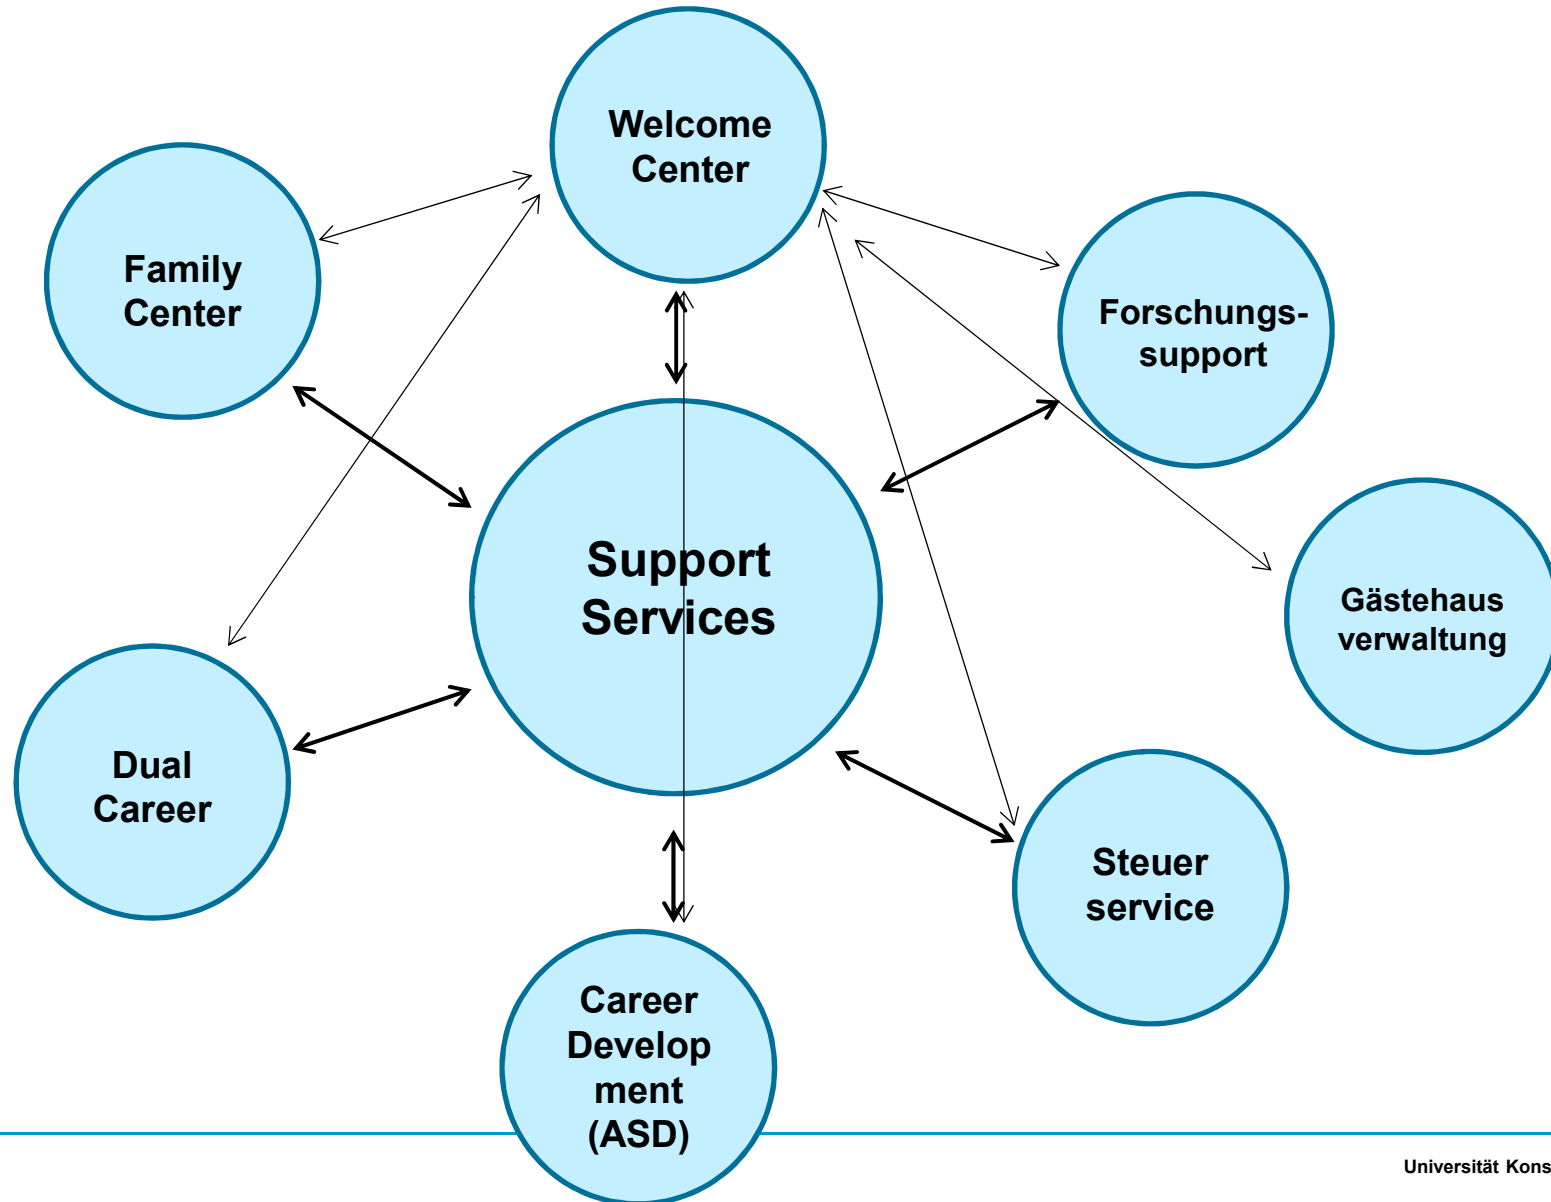 Welcome
Center
Family
Center
Forschungs-
support
Support
Services
Gästehaus
verwaltung
Dual
Career
Steuer
service
Career
Develop
ment
(ASD)
Universität Kons